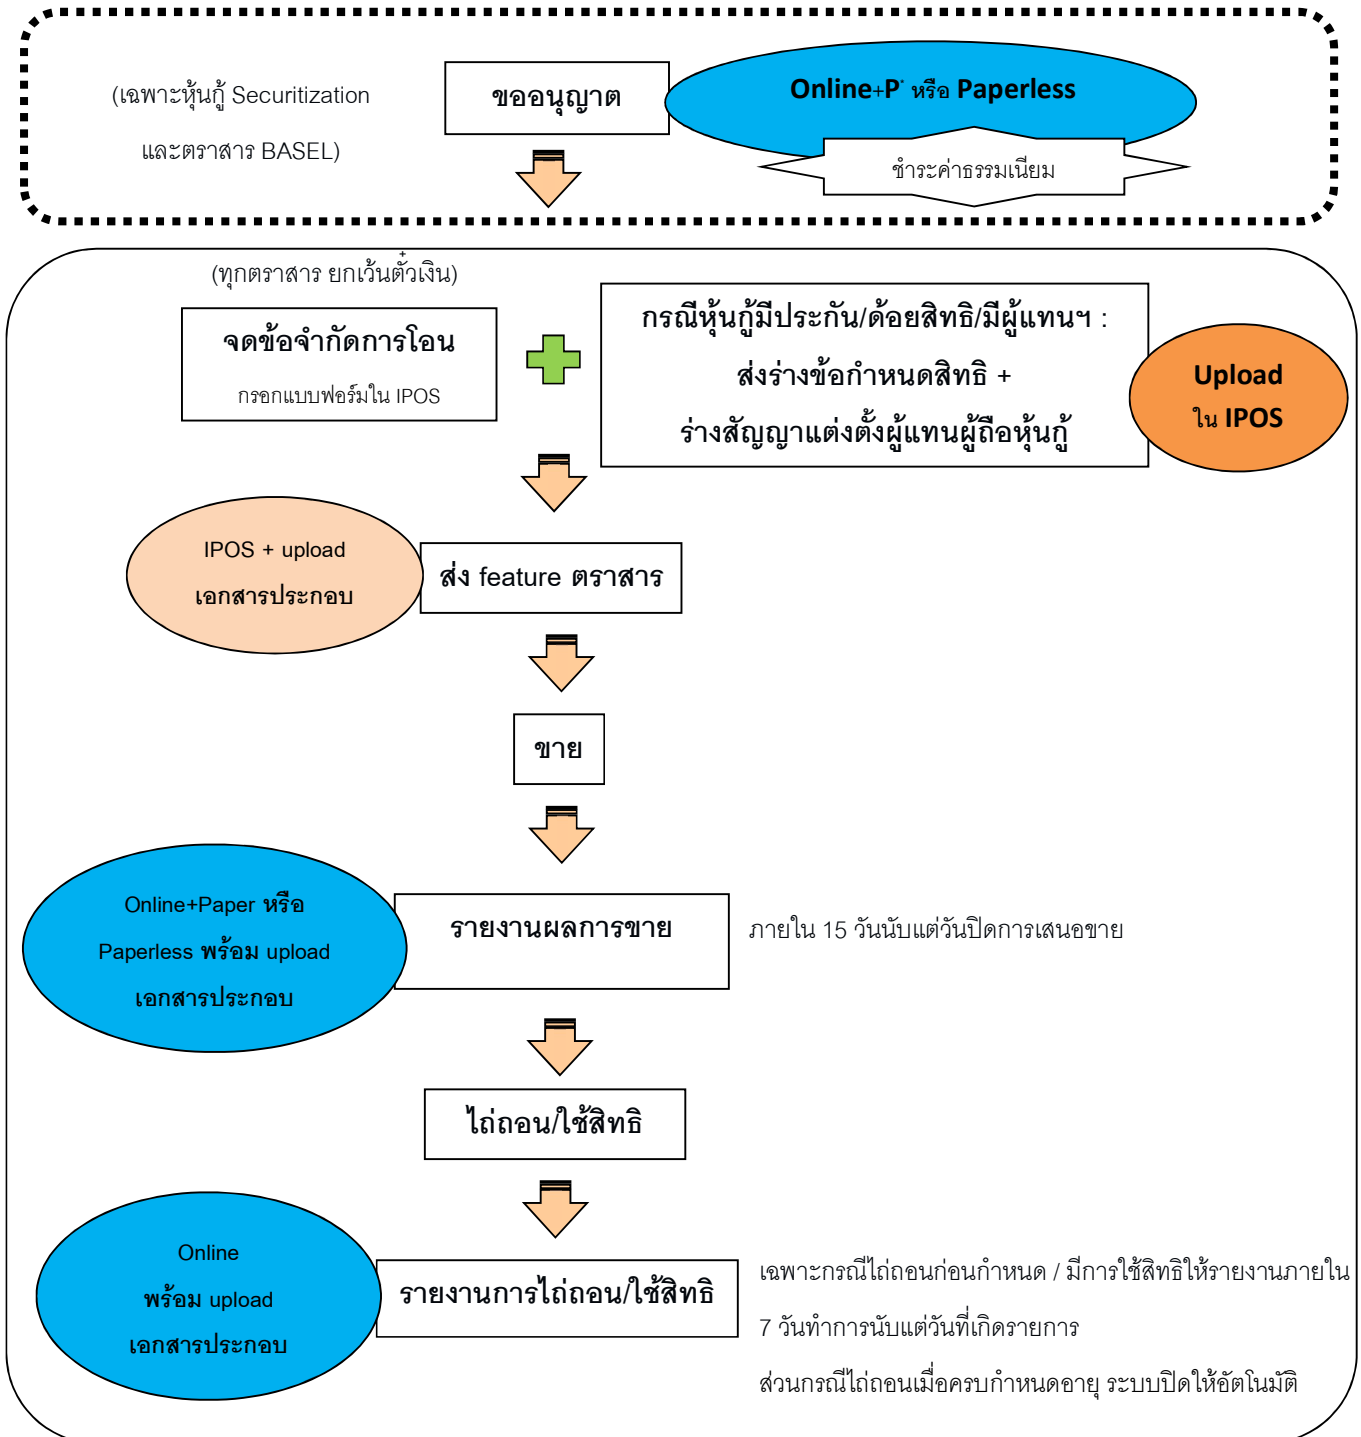 (เฉพาะหุ้นกู้ Securitization
และตราสาร BASEL)
ขออนุญาต
Online+P* หรือ Paperless
ชำระค่าธรรมเนียม
(ทุกตราสาร ยกเว้นตั๋วเงิน)
จดข้อจำกัดการโอน
กรอกแบบฟอร์มใน IPOS
กรณีหุ้นกู้มีประกัน/ด้อยสิทธิ/มีผู้แทนฯ :
ส่งร่างข้อกำหนดสิทธิ +
ร่างสัญญาแต่งตั้งผู้แทนผู้ถือหุ้นกู้
Upload
ใน IPOS
IPOS + upload
เอกสารประกอบ
ส่ง feature ตราสาร
ขาย
Online+Paper หรือ
Paperless พร้อม upload
เอกสารประกอบ
รายงานผลการขาย
ภายใน 15 วันนับแต่วันปิดการเสนอขาย
ไถ่ถอน/ใช้สิทธิ
Online
พร้อม upload
เอกสารประกอบ
รายงานการไถ่ถอน/ใช้สิทธิ
เฉพาะกรณีไถ่ถอนก่อนกำหนด / มีการใช้สิทธิให้รายงานภายใน
7 วันทำการนับแต่วันที่เกิดรายการ
ส่วนกรณีไถ่ถอนเมื่อครบกำหนดอายุ ระบบปิดให้อัตโนมัติ